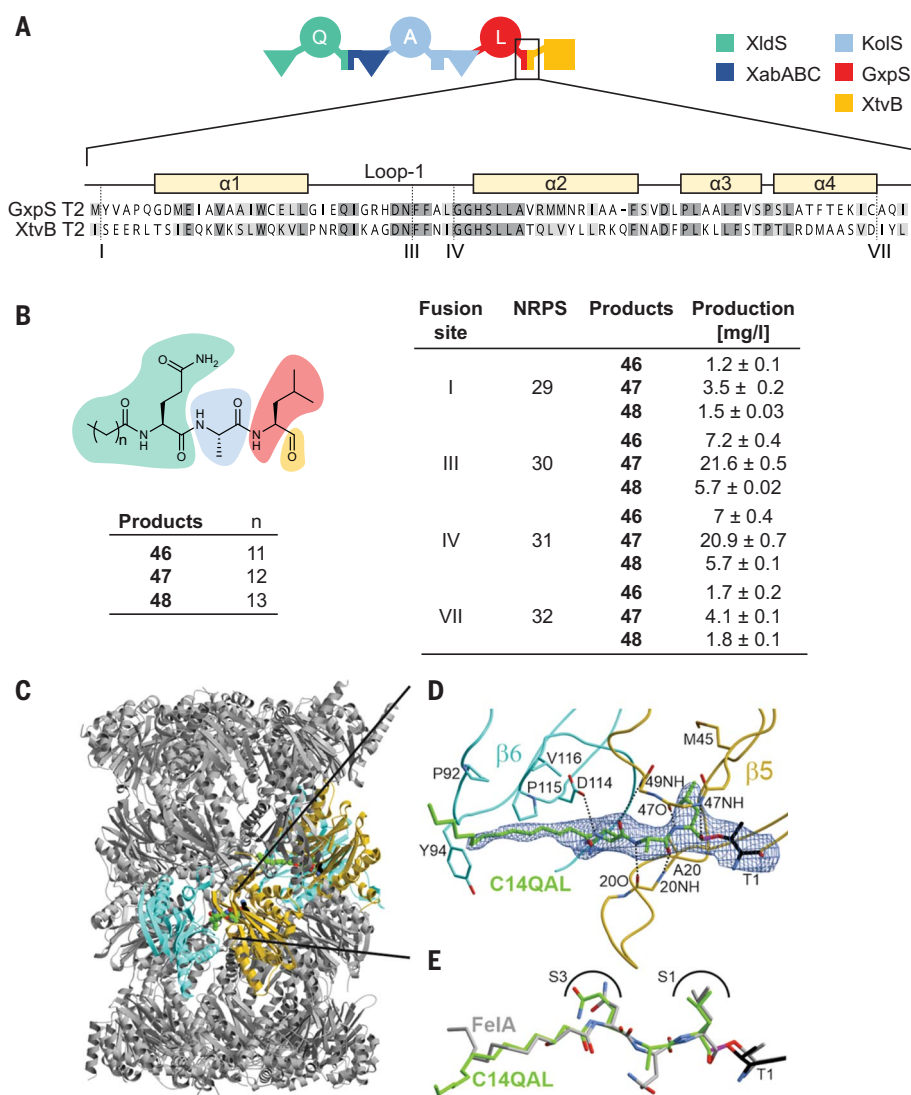 A
Q
A
L
XldS
KolS
XabABC
GxpS
XtvB
Loop-1
α1
α2
α3
α4
GxpS T2 MYVAPQGDMEIAVAAIWCELLGIEQIGRHDNFFALGGHSLLAVRMMNRIAA-FSVDLPLAALFVSPSLATFTEKICAQI
XtvB T2 ISEERLTSIEQKVKSLWQKVLPNRQIKAGDNFFNIGGHSLLATQLVYLLRKQFNADFPLKLLFSTPTLRDMAASVDIYL
I III IV VII
B
O NH2
O H N O
( )n N H O N H O
Products n
46 11
47 12
48 13
Fusion site NRPS Products Production [mg/l]
46 1.2 ± 0.1
I 29 47 3.5 ± 0.2
48 1.5 ± 0.03
46 7.2 ± 0.4
III 30 47 21.6 ± 0.5
48 5.7 ± 0.02
46 7 ± 0.4
IV 31 47 20.9 ± 0.7
48 5.7 ± 0.1
46 1.7 ± 0.2
VII 32 47 4.1 ± 0.1
48 1.8 ± 0.1
C
D
M45
β6
β5
V116
P92
P115
D114
49NH
47O
47NH
Y94
A20
T1
C14QAL
20O
20NH
E
S3
S1
FelA
C14QAL
T1